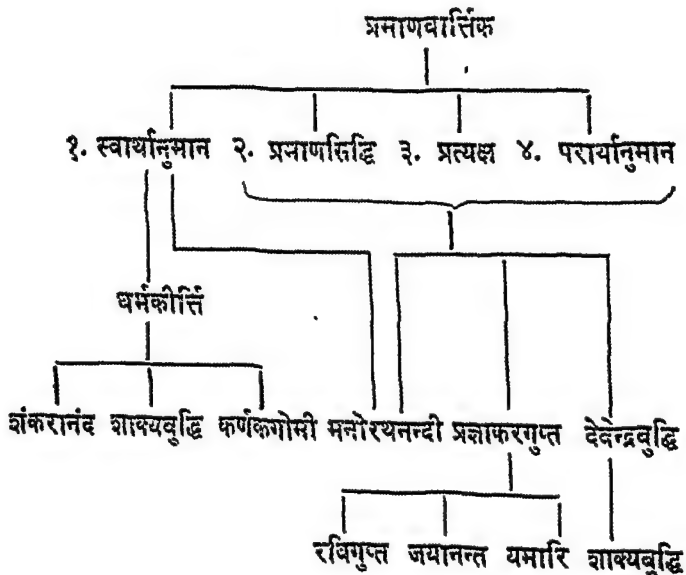 प्रमाणवार्त्तिक
१. स्वार्थानुमान २. प्रमाणसिद्धि ३. प्रत्यक्ष ४. परार्थानुमान
धर्मकीर्त्ति
शंकरानंद शाक्यबुद्धि कर्णकगोमी मनोरथनन्दी प्रज्ञाकरगुप्त देवेन्द्रबुद्धि
रविगुप्त जयानन्त यमारि शाक्यबुद्धि